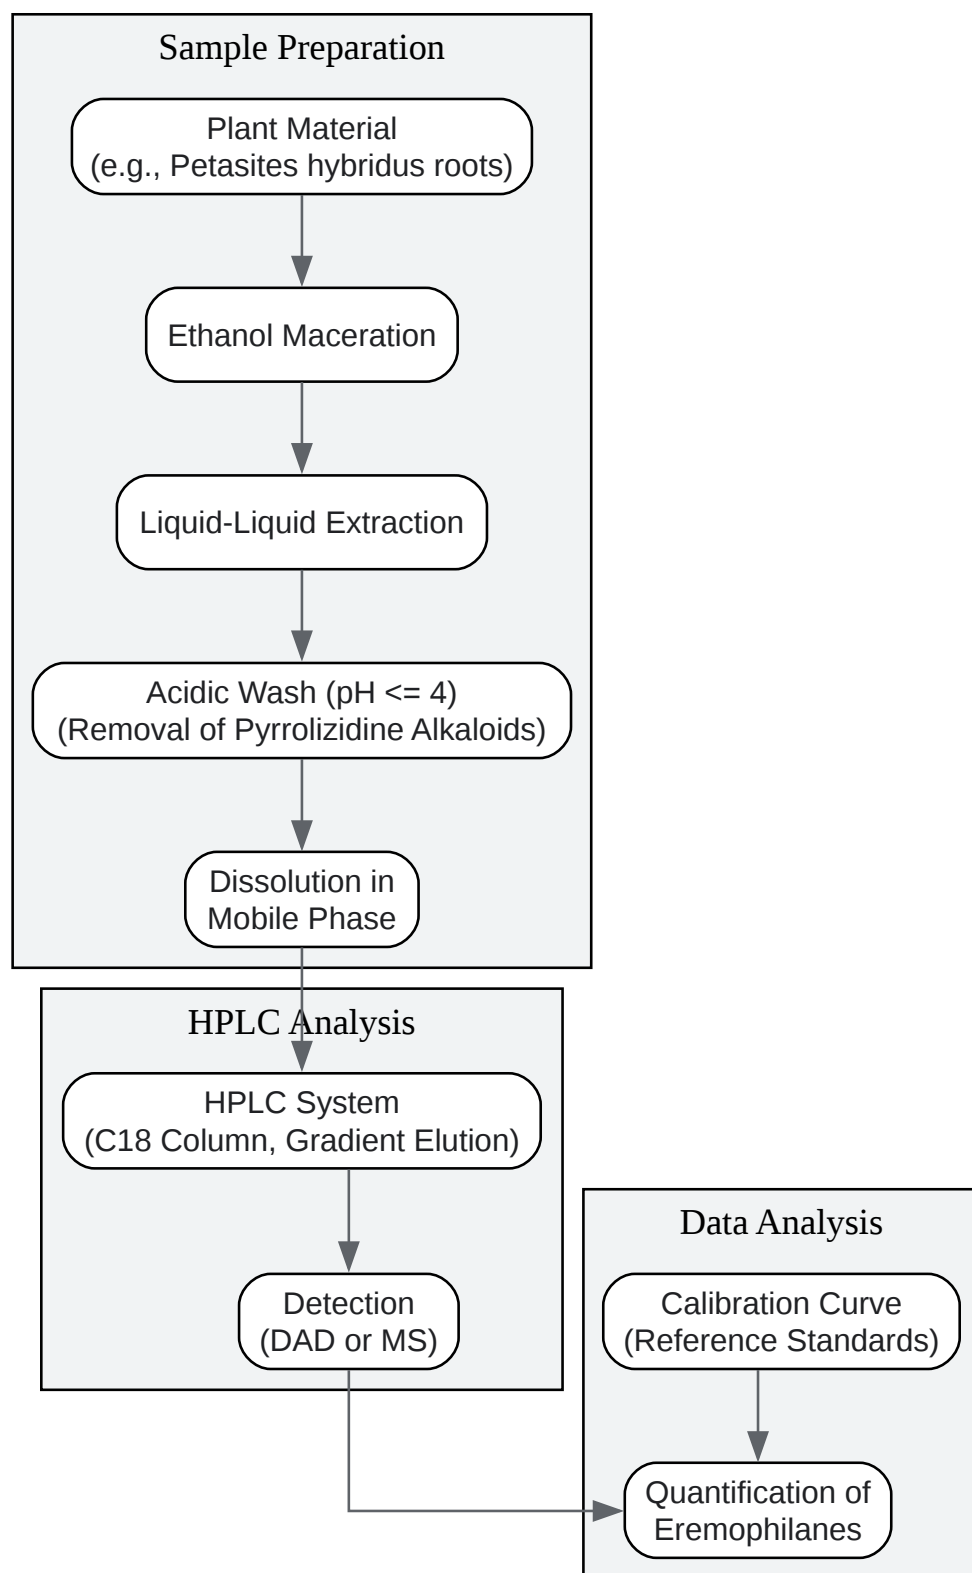 Sample Preparation
Plant Material
(e.g., Petasites hybridus roots)
Ethanol Maceration
Liquid-Liquid Extraction
Acidic Wash (pH <= 4)
(Removal of Pyrrolizidine Alkaloids)
Dissolution in
Mobile Phase
HPLC Analysis
HPLC System
(C18 Column, Gradient Elution)
Detection
(DAD or MS)
Data Analysis
Calibration Curve
(Reference Standards)
Quantification of
Eremophilanes